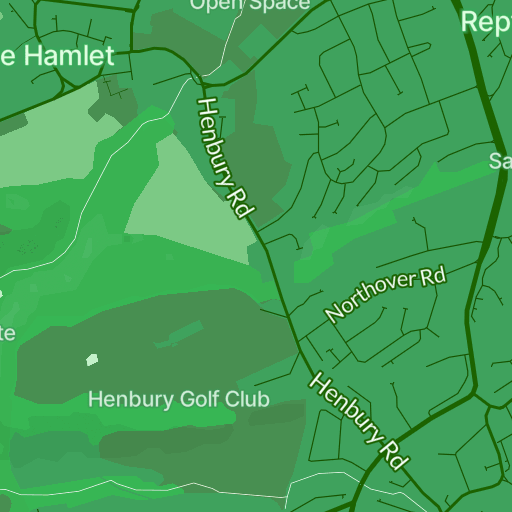 Open Space
Rept
e Hamlet
Henbury Rd
Sa
Northover Rd
te
Henbury Golf Club
Henbury Rd